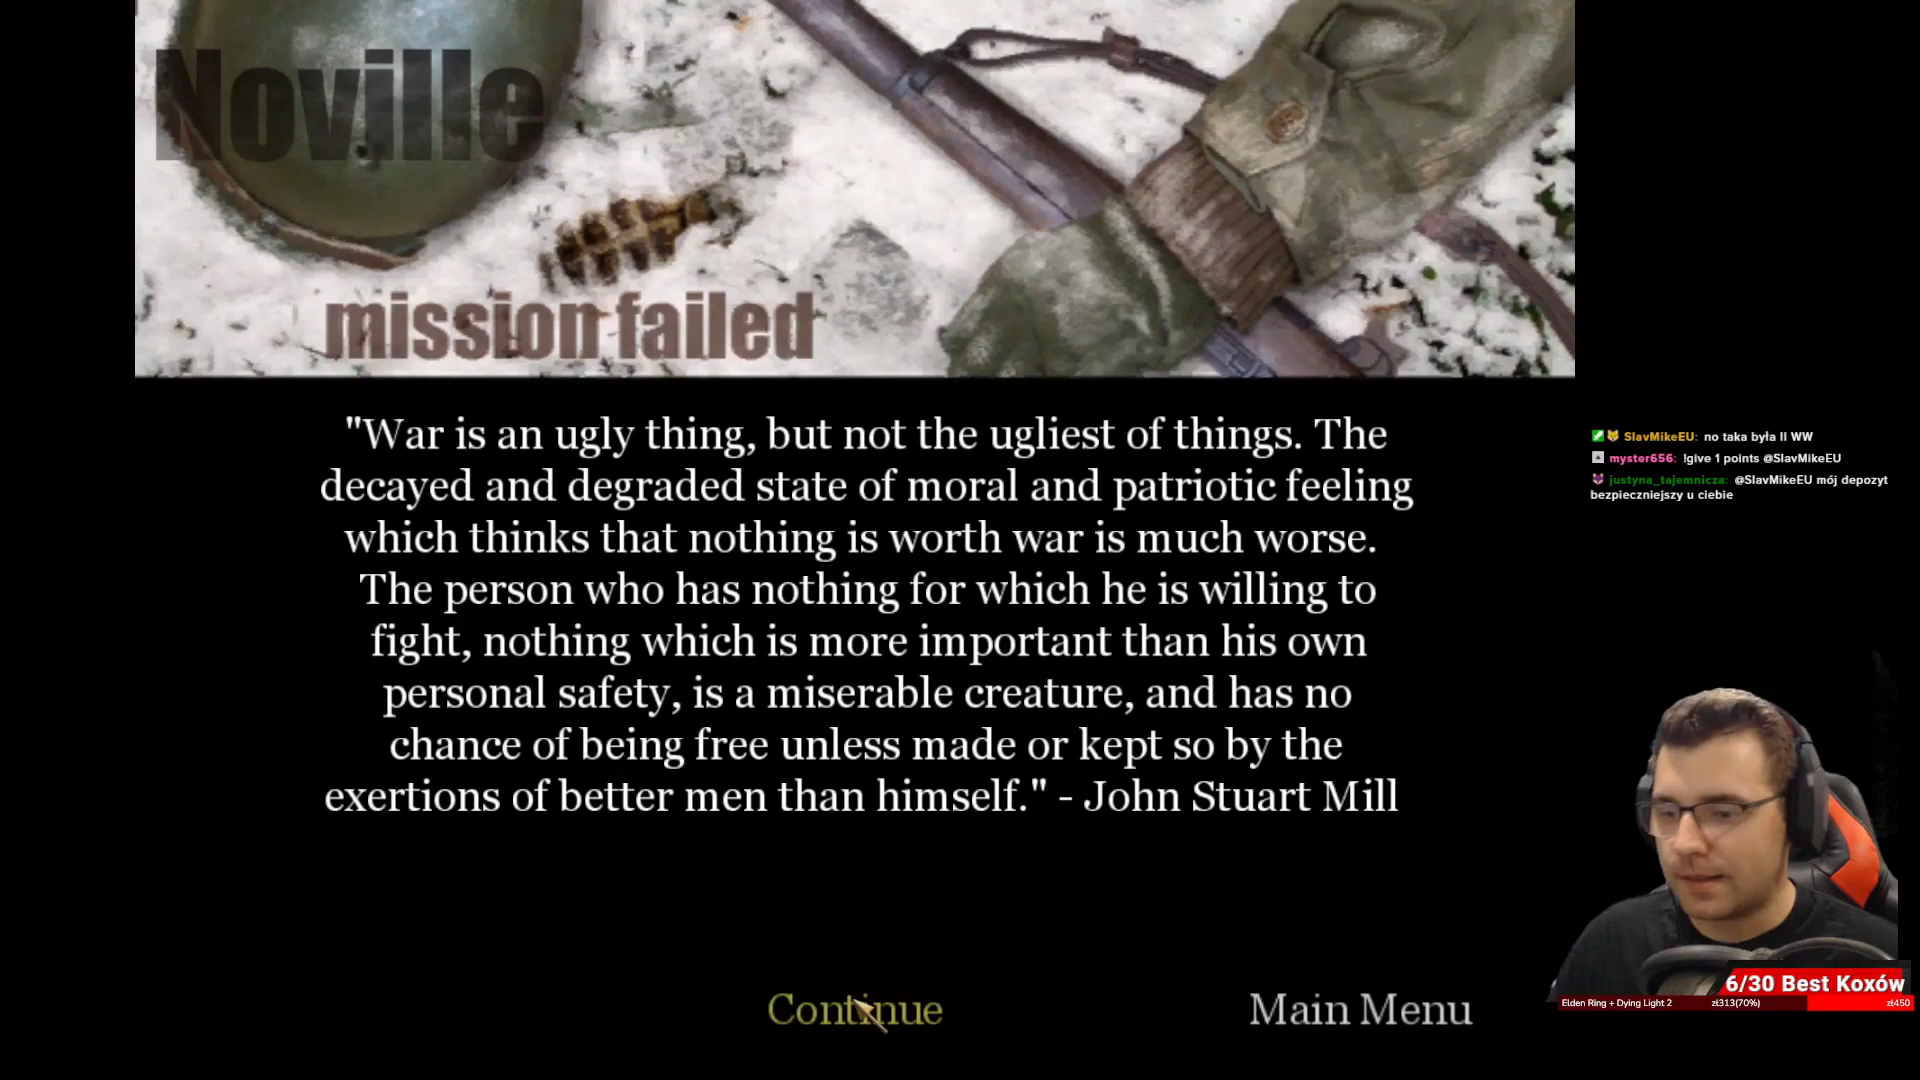 Noville
mission failed
"War is an ugly thing, but not the ugliest of things. The
decayed and degraded state of moral and patriotic feeling
which thinks that nothing is worth war is much worse.
The person who has nothing for which he is willing to
fight, nothing which is more important than his own
personal safety, is a miserable creature, and has no
chance of being free unless made or kept so by the
exertions of better men than himself." - John Stuart Mill
Continue
Main Menu
SlavMikeEU: no taka była II WW
myster656: !give 1 points @SlavMikeEU
justyna_tajemnicza: @SlavMikeEU mój depozyt
bezpieczniejszy u ciebie
6/30 Best Koxów
Elden Ring + Dying Light 2 zł313(70%) zł450